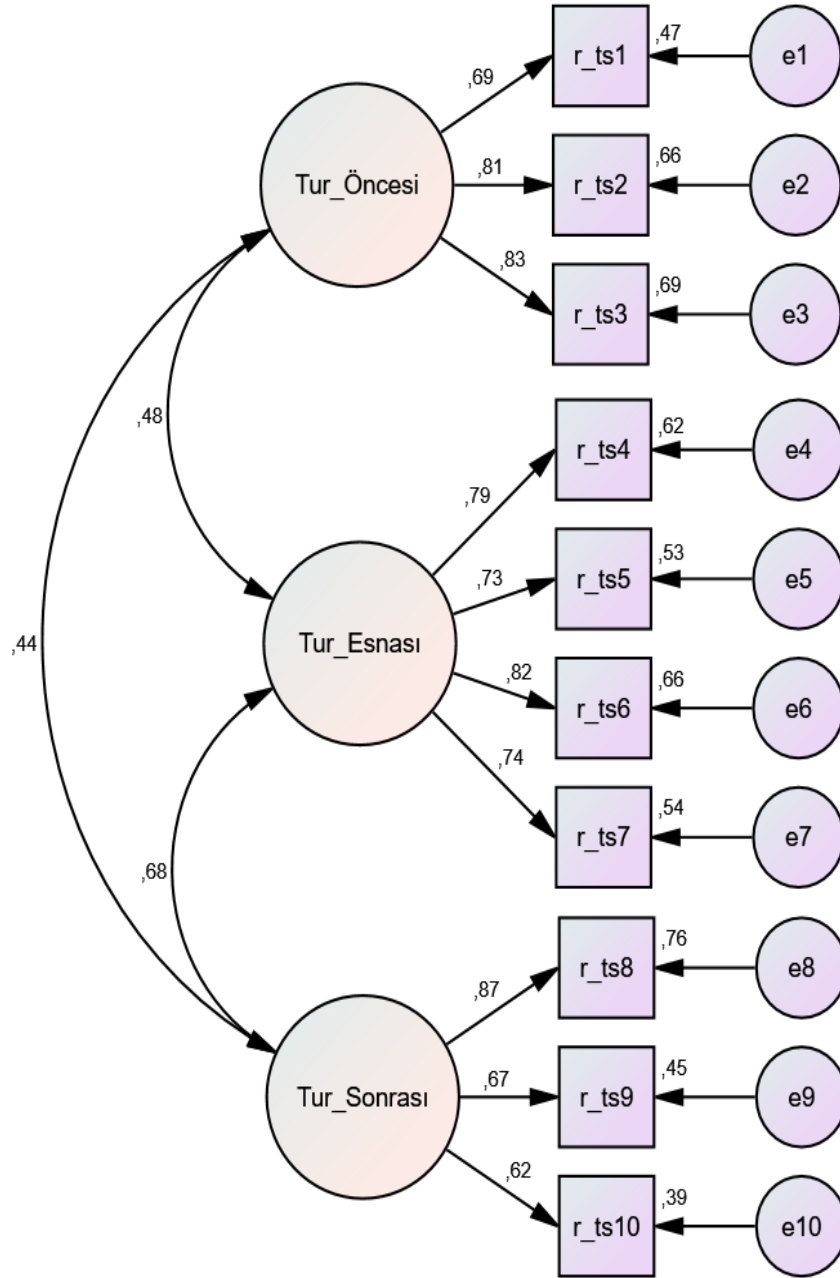 ,47
r_ts1
e1
,69
Tur_Öncesi
,81
,66
r_ts2
e2
,83
,69
r_ts3
e3
,48
,62
r_ts4
e4
,79
,53
,73
r_ts5
e5
,44
Tur_Esnası
,82
,66
r_ts6
e6
,74
,54
r_ts7
e7
,68
,76
r_ts8
e8
,87
,45
,67
r_ts9
e9
Tur_Sonrası
,62
,39
r_ts10
e10